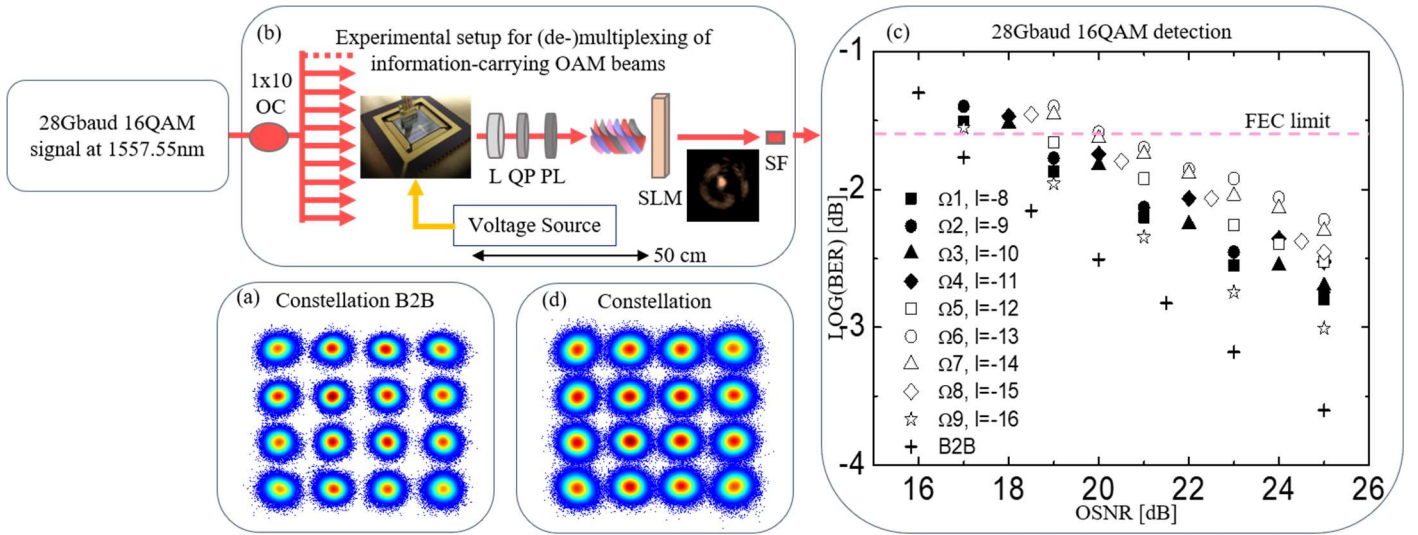 28Gbaud 16QAM
signal at 1557.55nm
(b)
Experimental setup for (de-)multiplexing of
information-carrying OAM beams
1x10
OC
L QP PL
SLM
SF
Voltage Source
50 cm
(a)
Constellation B2B
(d)
Constellation
(c)
28Gbaud 16QAM detection
FEC limit
LOG(BER) [dB]
-1
-2
-3
-4
Ω1, l=-8
Ω2, l=-9
Ω3, l=-10
Ω4, l=-11
Ω5, l=-12
Ω6, l=-13
Ω7, l=-14
Ω8, l=-15
Ω9, l=-16
B2B
16 18 20 22 24 26
OSNR [dB]